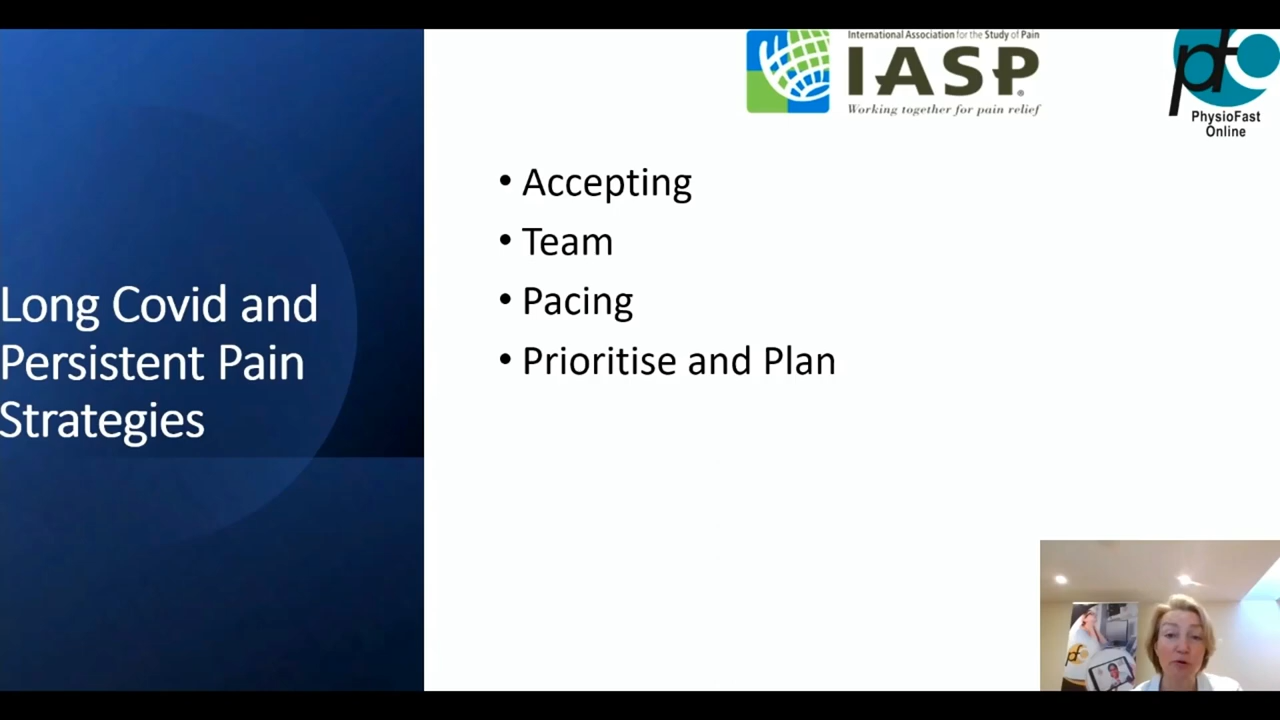 International Association for the Study of Pain
IASP®
Working together for pain relief
PhysioFast
Online
Long Covid and
Persistent Pain
Strategies
• Accepting
• Team
• Pacing
• Prioritise and Plan